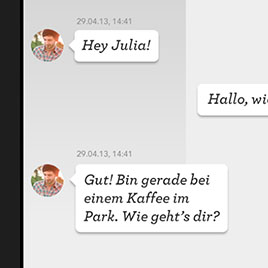 29.04.13, 14:41
Hey Julia!
Hallo,
29.04.13, 14:41
Gut! Bin gerade bei
einem Kaffee im
Park. Wie geht's dir?